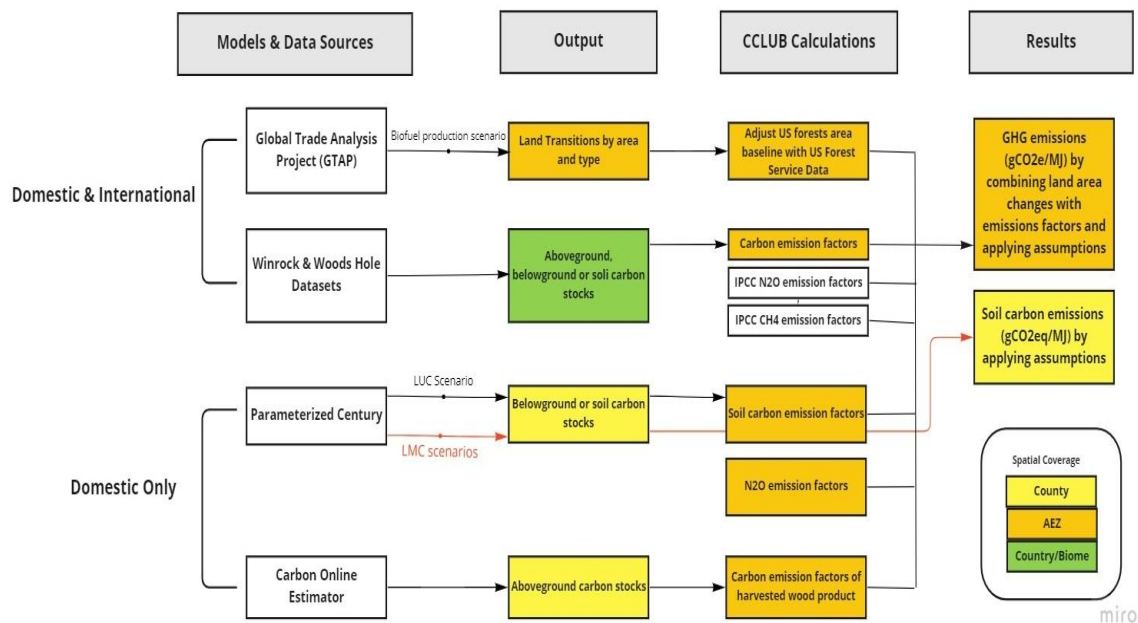 Models & Data Sources
Output
CCLUB Calculations
Results
Domestic & International
Global Trade Analysis
Project (GTAP)
Biofuel production scenario
Land Transitions by area
and type
Adjust US forests area
baseline with US Forest
Service Data
GHG emissions
(gCO2e/MJ) by
combining land area
changes with
emissions factors and
applying assumptions
Winrock & Woods Hole
Datasets
Aboveground,
belowground or soli carbon
stocks
Carbon emission factors
IPCC N2O emission factors
IPCC CH4 emission factors
Soil carbon emissions
(gCO2eq/MJ) by
applying assumptions
Domestic Only
Parameterized Century
LUC Scenario
LMC scenarios
Belowground or soil carbon
stocks
Soil carbon emission factors
N2O emission factors
Carbon Online
Estimator
Aboveground carbon stocks
Carbon emission factors of
harvested wood product
Spatial Coverage
County
AEZ
Country/Biome
miro